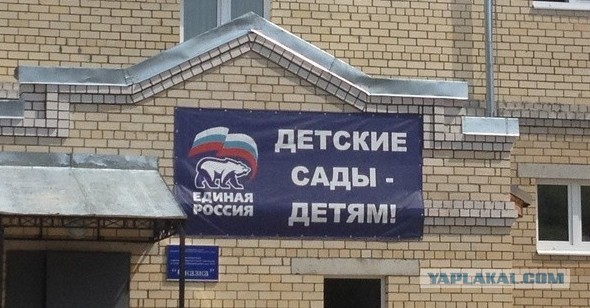 ДЕТСКИЕ
САДЫ -
ДЕТЯМ!
ЕДИНАЯ
РОССИЯ
YAPLAKAL.COM